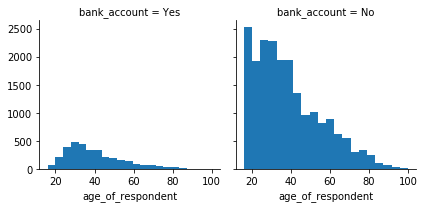 bank_account = Yes
bank_account = No
2500
2000
1500
1000
500
0
20 40 60 80 100
20 40 60 80 100
age_of_respondent
age_of_respondent